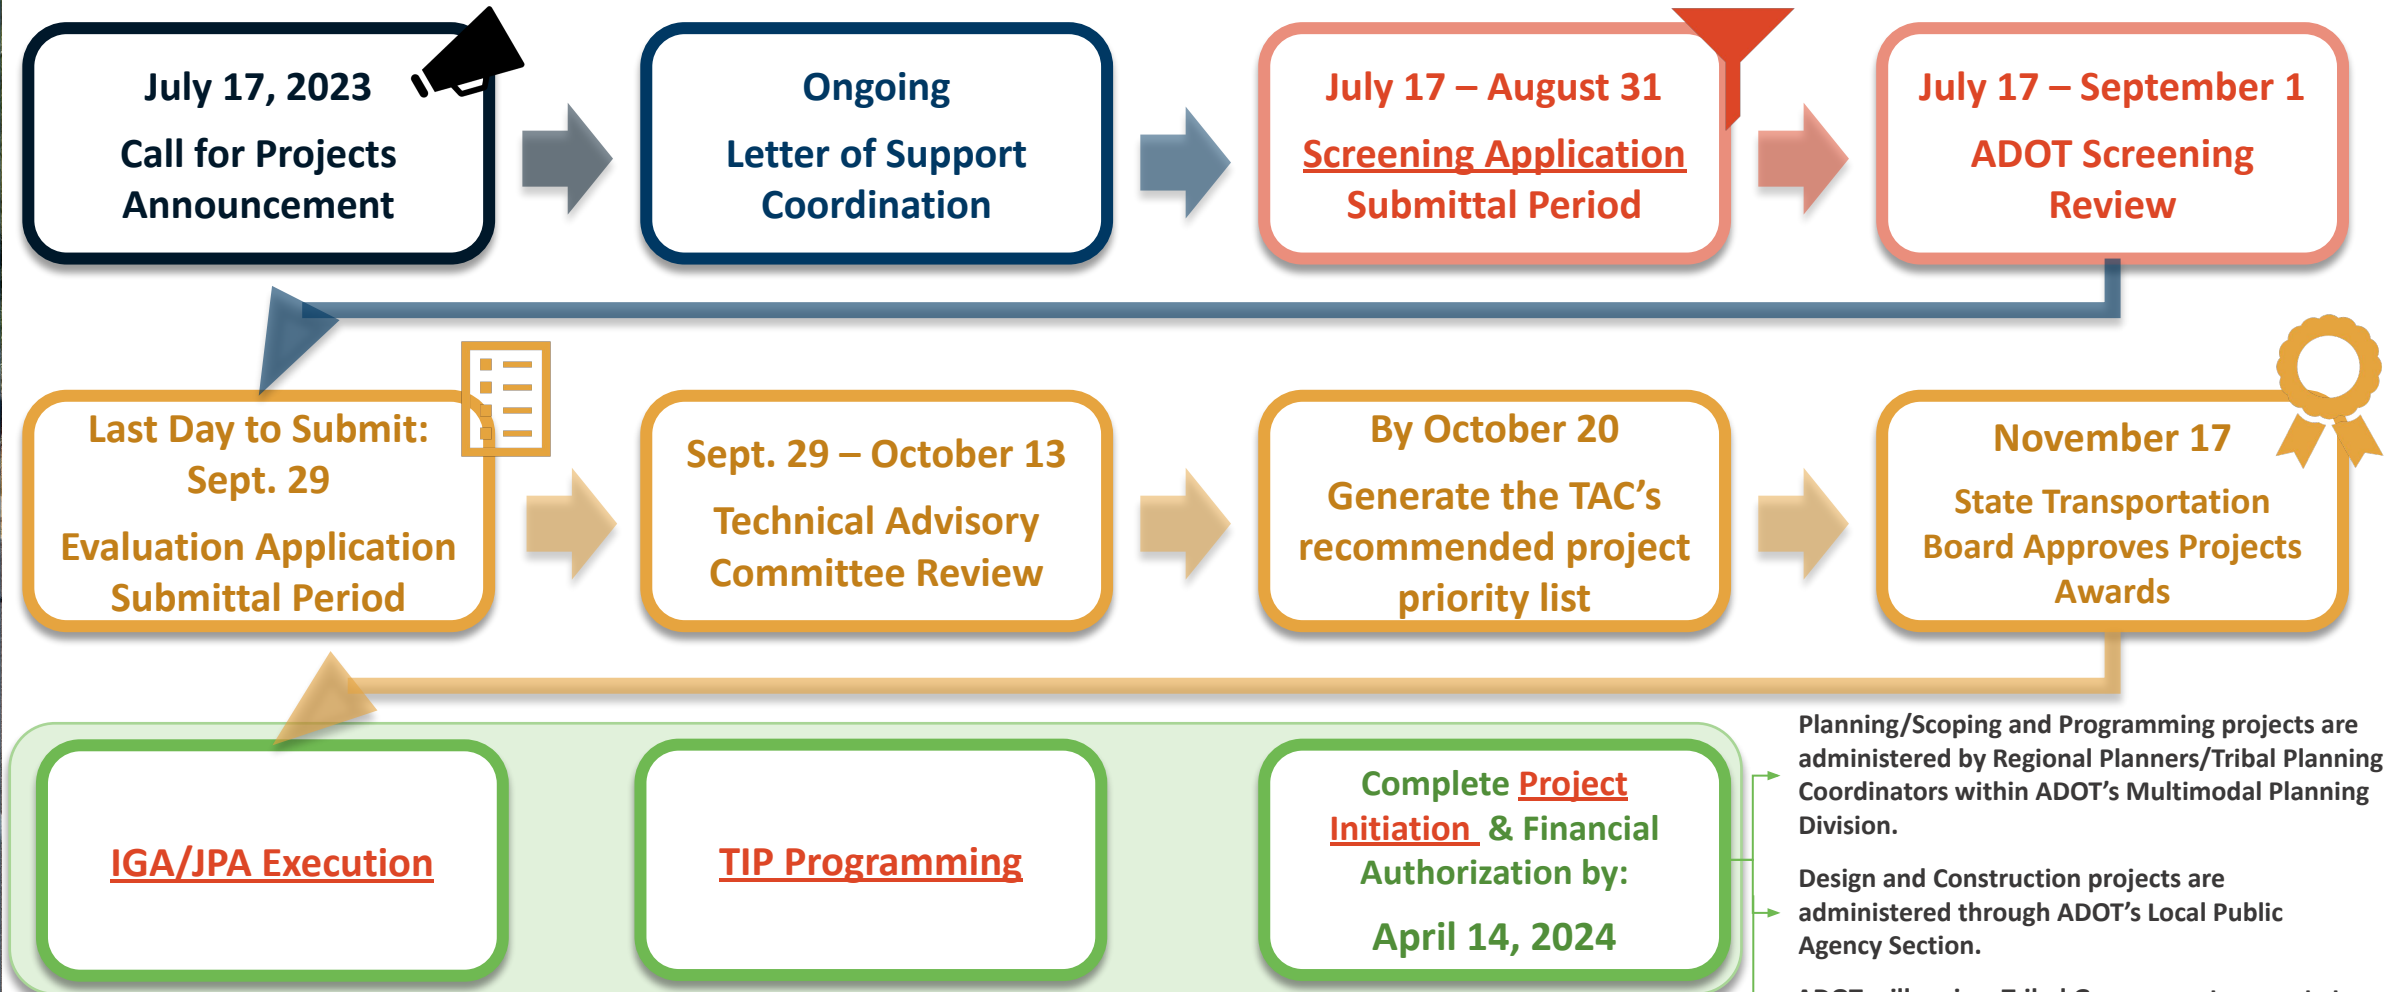 July 17, 2023
Call for Projects
Announcement
Ongoing
Letter of Support
Coordination
July 17 – August 31
Screening Application
Submittal Period
July 17 – September 1
ADOT Screening
Review
Last Day to Submit:
Sept. 29
Evaluation Application
Submittal Period
Sept. 29 – October 13
Technical Advisory
Committee Review
By October 20
Generate the TAC’s
recommended project
priority list
November 17
State Transportation
Board Approves Projects
Awards
IGA/JPA Execution
TIP Programming
Complete Project
Initiation & Financial
Authorization by:
April 14, 2024
Planning/Scoping and Programming projects are
administered by Regional Planners/Tribal Planning
Coordinators within ADOT’s Multimodal Planning
Division.
Design and Construction projects are
administered through ADOT’s Local Public
Agency Section.